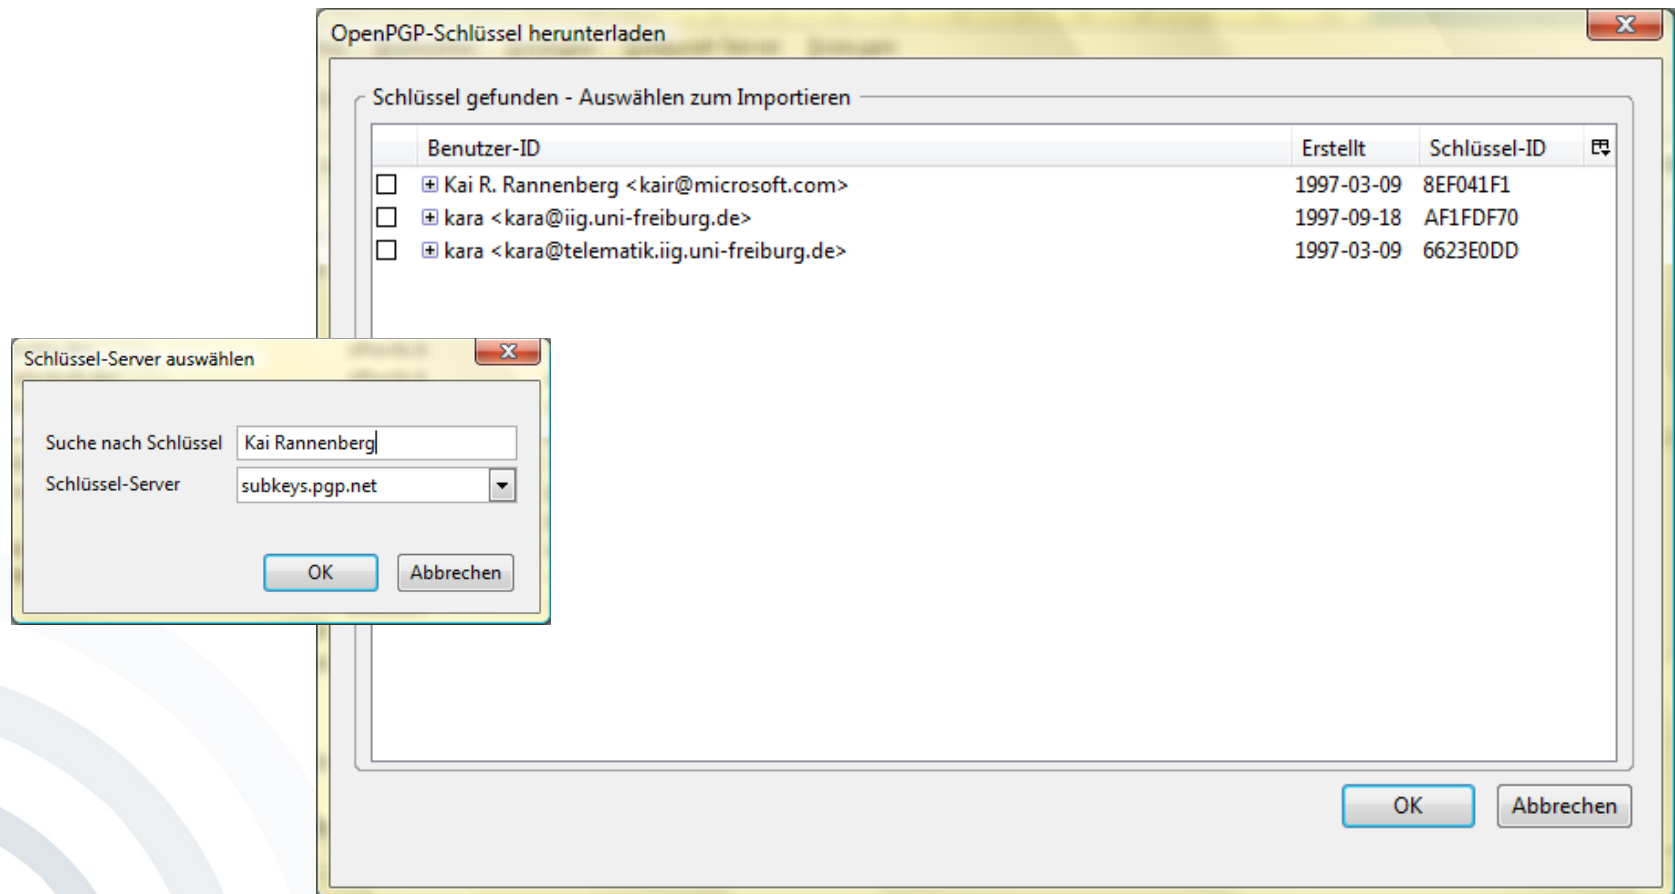 OpenPGP-Schlüssel herunterladen
Schlüssel gefunden - Auswählen zum Importieren
Benutzer-ID Erstellt Schlüssel-ID
Kai R. Rannenberg <kair@microsoft.com> 1997-03-09 8EF041F1
kara <kara@iig.uni-freiburg.de> 1997-09-18 AF1FDF70
kara <kara@telematik.iig.uni-freiburg.de> 1997-03-09 6623E0DD
OK Abbrechen
Schlüssel-Server auswählen
Suche nach Schlüssel Kai Rannenberg
Schlüssel-Server subkeys.pgp.net
OK Abbrechen